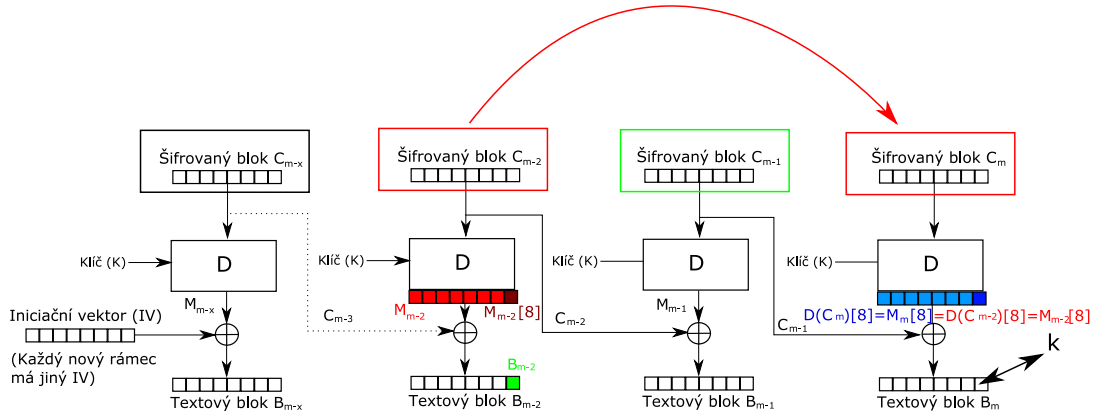 Šifrovaný blok Cm-x
Šifrovaný blok Cm-2
Šifrovaný blok Cm-1
Šifrovaný blok Cm
Klíč (K)
D
Klíč (K)
D
Klíč (K)
D
Klíč (K)
D
Mm-x
Mm-2
Mm-2[8]
Mm-1
D(Cm)[8]=Mm[8]=D(Cm-2)[8]=Mm-2[8]
Iniciační vektor (IV)
Cm-3
Cm-2
Cm-1
k
(Každý nový rámec
má jiný IV)
Bm-2
Textový blok Bm-x
Textový blok Bm-2
Textový blok Bm-1
Textový blok Bm